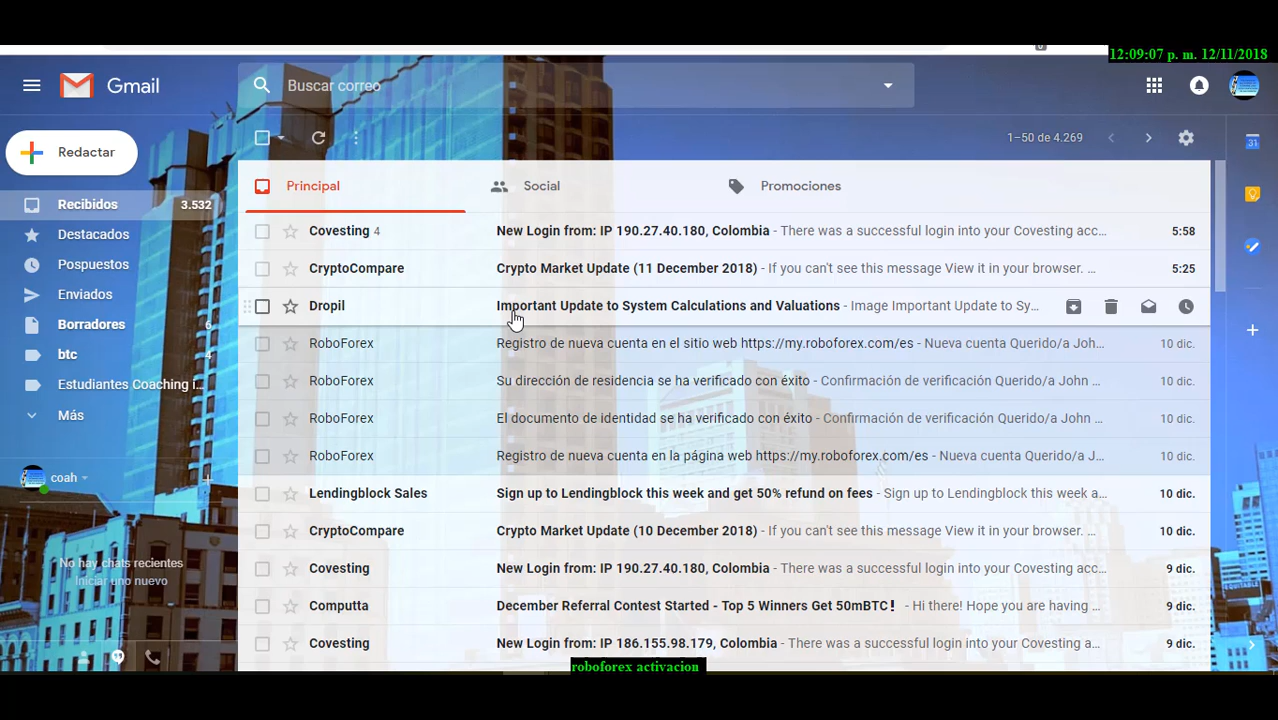 12:09:07 p. m. 12/11/2018
Gmail
Buscar correo
Redactar
1–50 de 4.269
Recibidos 3.532
Destacados
Pospuestos
Enviados
Borradores 6
btc 4
Estudiantes Coaching i...
Más
coah
No hay chats recientes
Iniciar uno nuevo
Principal Social Promociones
Covesting 4 New Login from: IP 190.27.40.180, Colombia - There was a successful login into your Covesting acc... 5:58
CryptoCompare Crypto Market Update (11 December 2018) - If you can't see this message View it in your browser. ... 5:25
Dropil Important Update to System Calculations and Valuations - Image Important Update to Sy...
RoboForex Registro de nueva cuenta en el sitio web https://my.roboforex.com/es - Nueva cuenta Querido/a Joh... 10 dic.
RoboForex Su dirección de residencia se ha verificado con éxito - Confirmación de verificación Querido/a John ... 10 dic.
RoboForex El documento de identidad se ha verificado con éxito - Confirmación de verificación Querido/a John ... 10 dic.
RoboForex Registro de nueva cuenta en la página web https://my.roboforex.com/es - Nueva cuenta Querido/a J... 10 dic.
Lendingblock Sales Sign up to Lendingblock this week and get 50% refund on fees - Sign up to Lendingblock this week a... 10 dic.
CryptoCompare Crypto Market Update (10 December 2018) - If you can't see this message View it in your browser. ... 10 dic.
Covesting New Login from: IP 190.27.40.180, Colombia - There was a successful login into your Covesting acc... 9 dic.
Computta December Referral Contest Started - Top 5 Winners Get 50mBTC! - Hi there! Hope you are having ... 9 dic.
Covesting New Login from: IP 186.155.98.179, Colombia - There was a successful login into your Covesting a... 9 dic.
roboforex activacion